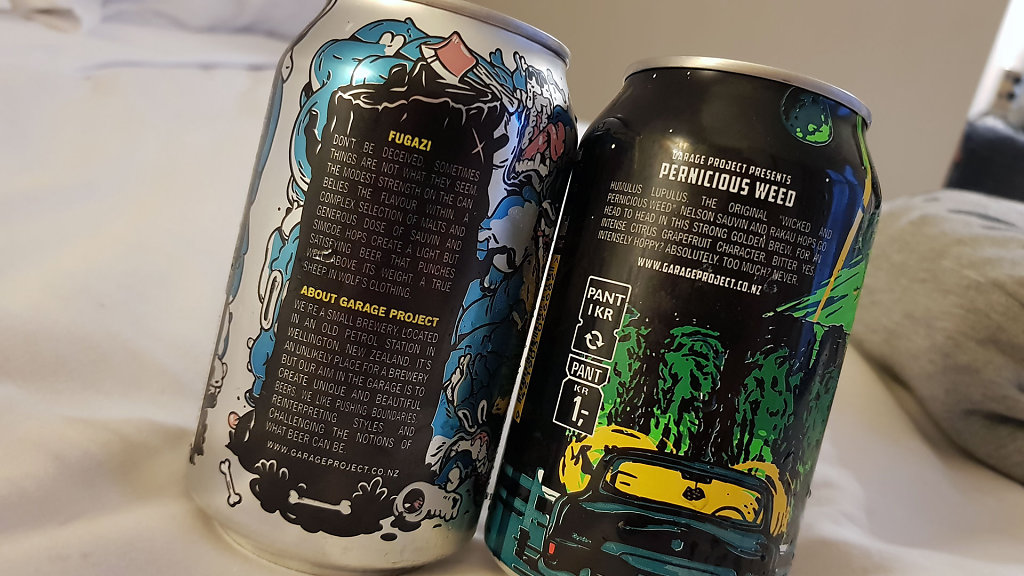 FUGAZI
DON'T BE DECEIVED, SOMETIMES
THINGS ARE NOT WHAT THEY SEEM.
THE MODEST STRENGTH ON THE CAN
BELIES THE FLAVOUR WITHIN. A
COMPLEX SELECTION OF MALTS AND
GENEROUS DOSE OF SAUVIN AND
SIMCOE HOPS CREATE A LIGHT BUT
SATISFYING BEER THAT PUNCHES
WELL ABOVE ITS WEIGHT. A TRUE
SHEEP IN WOLF'S CLOTHING.
ABOUT GARAGE PROJECT
WE'RE A SMALL BREWERY LOCATED
IN AN OLD PETROL STATION IN
WELLINGTON, NEW ZEALAND. IT'S
AN UNLIKELY PLACE FOR A BREWERY
BUT OUR AIM IN THE GARAGE IS TO
CREATE UNIQUE AND BEAUTIFUL
BEERS. WE LIKE PUSHING BOUNDARIES,
REINTERPRETING STYLES AND
CHALLENGING THE NOTIONS OF
WHAT BEER CAN BE.
WWW.GARAGEPROJECT.CO.NZ
GARAGE PROJECT PRESENTS
PERNICIOUS WEED
HUMULUS LUPULUS, THE ORIGINAL 'WICKED AND
PERNICIOUS WEED'. NELSON SAUVIN AND RAKAU HOPS GO
HEAD TO HEAD IN THIS STRONG GOLDEN BREW, FOR AN
INTENSE CITRUS GRAPEFRUIT CHARACTER. BITTER YES,
INTENSELY HOPPY? ABSOLUTELY, TOO MUCH? NEVER.
WWW.GARAGEPROJECT.CO.NZ
PANT
1 KR
PANT
KR
1,-